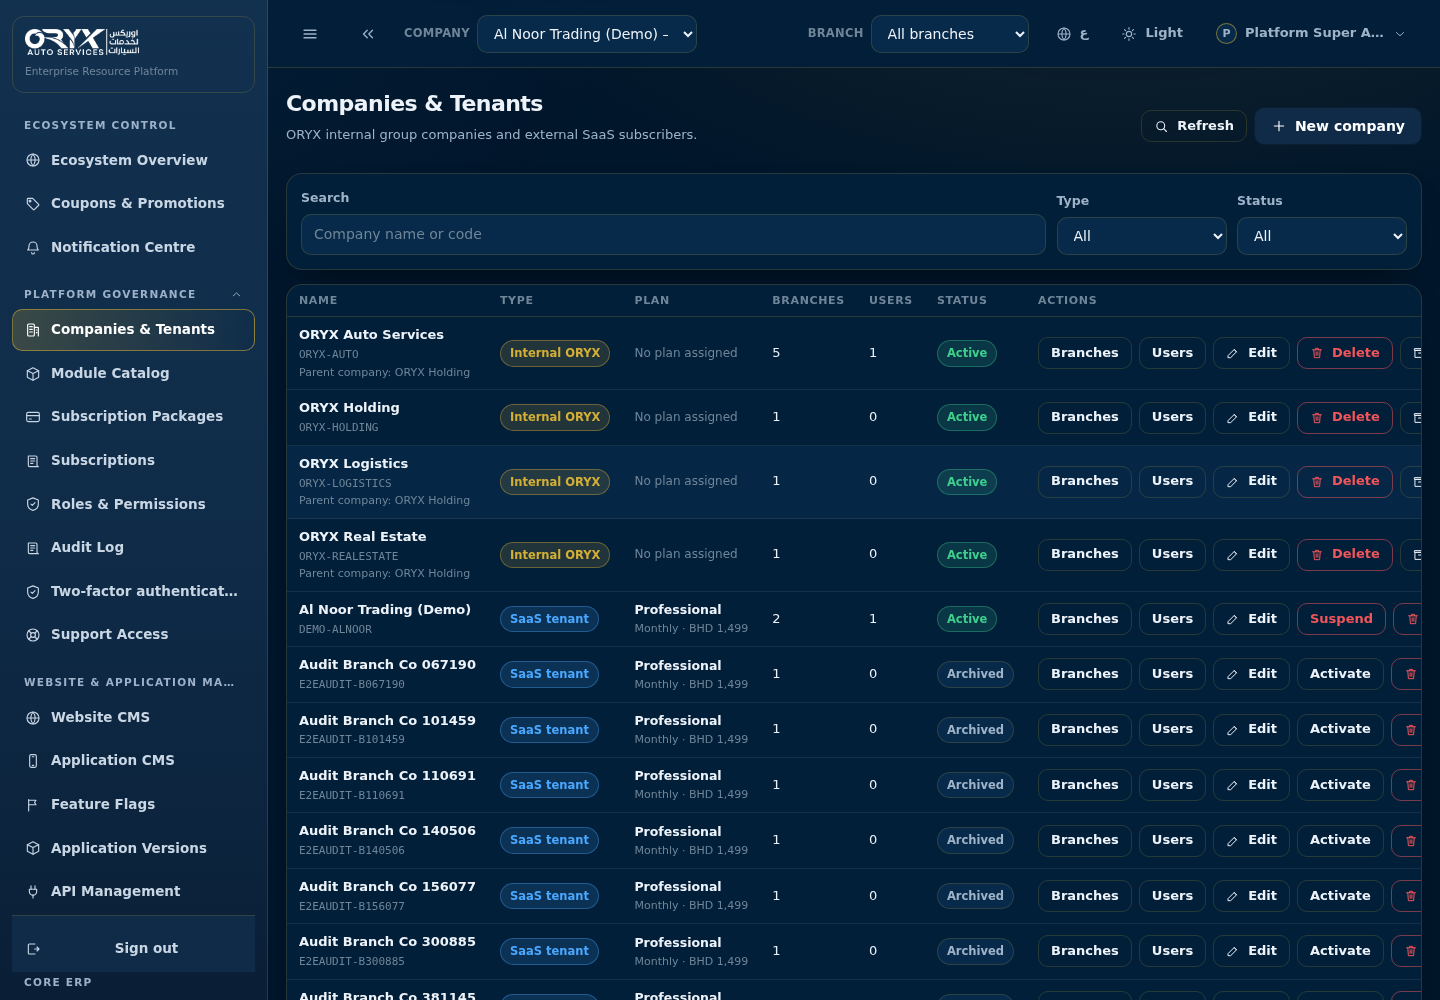 ORYX
AUTO SERVICES
اوريكس
لخدمات
السيارات
Enterprise Resource Platform
ECOSYSTEM CONTROL
Ecosystem Overview
Coupons & Promotions
Notification Centre
PLATFORM GOVERNANCE
Companies & Tenants
Module Catalog
Subscription Packages
Subscriptions
Roles & Permissions
Audit Log
Two-factor authenticat...
Support Access
WEBSITE & APPLICATION MA...
Website CMS
Application CMS
Feature Flags
Application Versions
API Management
Sign out
CORE ERP
COMPANY
Al Noor Trading (Demo) –
BRANCH
All branches
ع
Light
P
Platform Super A...
Companies & Tenants
ORYX internal group companies and external SaaS subscribers.
Refresh
New company
Search
Company name or code
Type
All
Status
All
NAME TYPE PLAN BRANCHES USERS STATUS ACTIONS
ORYX Auto Services
ORYX-AUTO
Parent company: ORYX Holding
Internal ORYX No plan assigned 5 1 Active Branches Users Edit Delete
ORYX Holding
ORYX-HOLDING
Internal ORYX No plan assigned 1 0 Active Branches Users Edit Delete
ORYX Logistics
ORYX-LOGISTICS
Parent company: ORYX Holding
Internal ORYX No plan assigned 1 0 Active Branches Users Edit Delete
ORYX Real Estate
ORYX-REALESTATE
Parent company: ORYX Holding
Internal ORYX No plan assigned 1 0 Active Branches Users Edit Delete
Al Noor Trading (Demo)
DEMO-ALNOOR
SaaS tenant
Professional
Monthly · BHD 1,499
2 1 Active Branches Users Edit Suspend
Audit Branch Co 067190
E2EAUDIT-B067190
SaaS tenant
Professional
Monthly · BHD 1,499
1 0 Archived Branches Users Edit Activate
Audit Branch Co 101459
E2EAUDIT-B101459
SaaS tenant
Professional
Monthly · BHD 1,499
1 0 Archived Branches Users Edit Activate
Audit Branch Co 110691
E2EAUDIT-B110691
SaaS tenant
Professional
Monthly · BHD 1,499
1 0 Archived Branches Users Edit Activate
Audit Branch Co 140506
E2EAUDIT-B140506
SaaS tenant
Professional
Monthly · BHD 1,499
1 0 Archived Branches Users Edit Activate
Audit Branch Co 156077
E2EAUDIT-B156077
SaaS tenant
Professional
Monthly · BHD 1,499
1 0 Archived Branches Users Edit Activate
Audit Branch Co 300885
E2EAUDIT-B300885
SaaS tenant
Professional
Monthly · BHD 1,499
1 0 Archived Branches Users Edit Activate
Audit Branch Co 381145
Professional